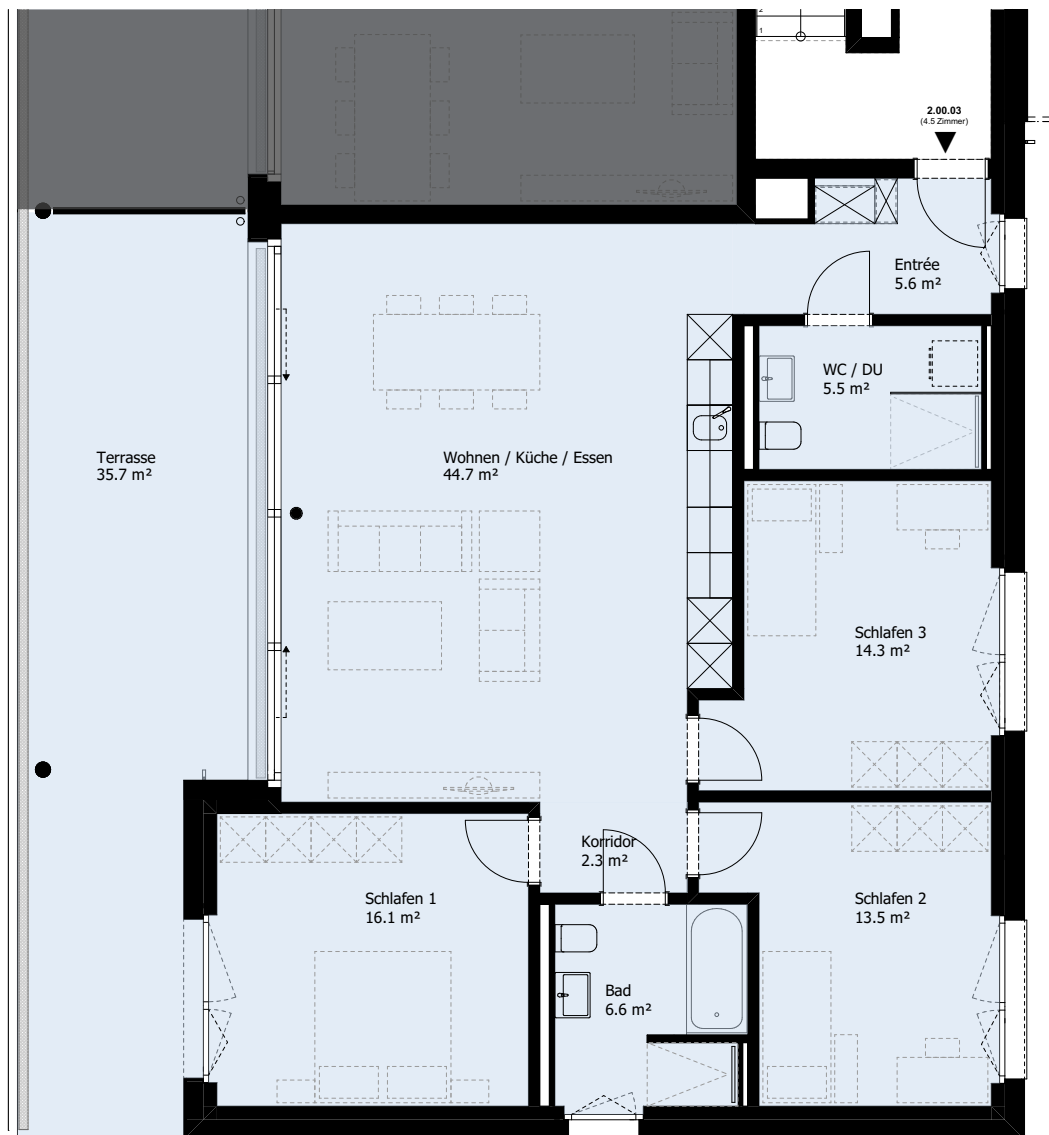 2
1
2.00.03
(4.5 Zimmer)
Entrée
5.6 m²
WC / DU
5.5 m²
Terrasse
35.7 m²
Wohnen / Küche / Essen
44.7 m²
Schlafen 3
14.3 m²
Korridor
2.3 m²
Schlafen 1
16.1 m²
Schlafen 2
13.5 m²
Bad
6.6 m²